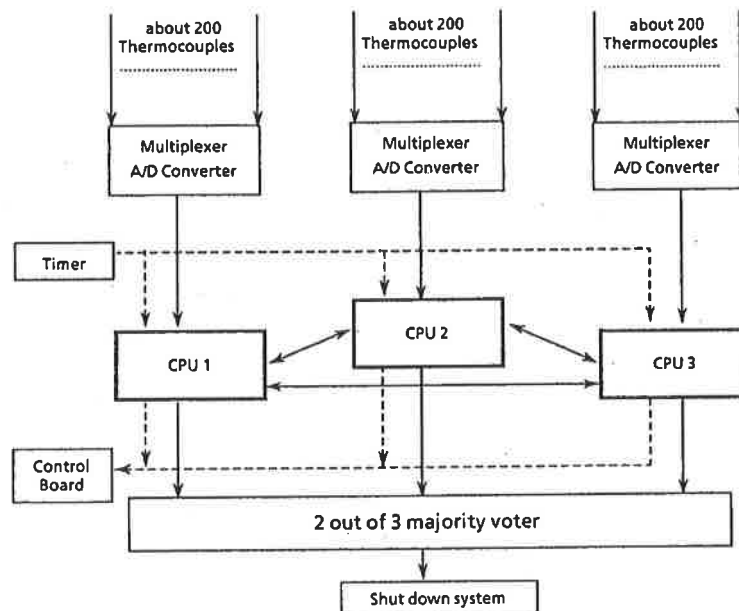 about 200
Thermocouples
about 200
Thermocouples
about 200
Thermocouples
Multiplexer
A/D Converter
Multiplexer
A/D Converter
Multiplexer
A/D Converter
Timer
CPU 1
CPU 2
CPU 3
Control
Board
2 out of 3 majority voter
Shut down system